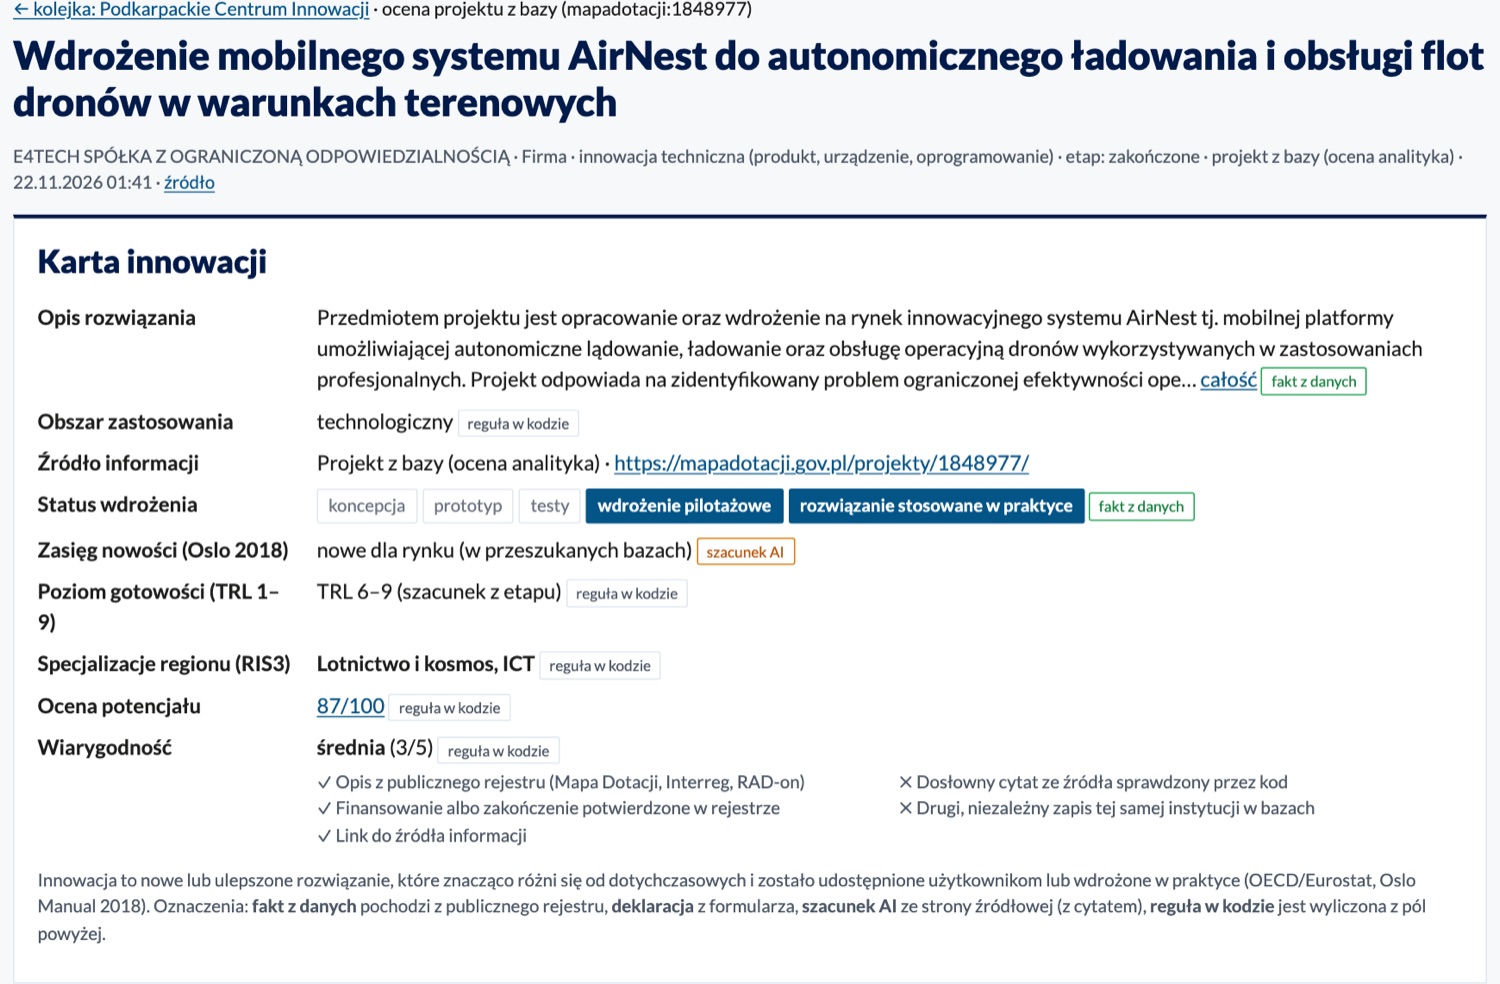 ← kolejka: Podkarpackie Centrum Innowacji · ocena projektu z bazy (mapadotacji:1848977)
Wdrożenie mobilnego systemu AirNest do autonomicznego ładowania i obsługi flot
dronów w warunkach terenowych
E4TECH SPÓŁKA Z OGRANICZONĄ ODPOWIEDZIALNOŚCIĄ · Firma · innowacja techniczna (produkt, urządzenie, oprogramowanie) · etap: zakończone · projekt z bazy (ocena analityka) ·
22.11.2026 01:41 · źródło
Karta innowacji
Opis rozwiązania
Przedmiotem projektu jest opracowanie oraz wdrożenie na rynek innowacyjnego systemu AirNest tj. mobilnej platformy
umożliwiającej autonomiczne lądowanie, ładowanie oraz obsługę operacyjną dronów wykorzystywanych w zastosowaniach
profesjonalnych. Projekt odpowiada na zidentyfikowany problem ograniczonej efektywności ope... całość fakt z danych
Obszar zastosowania technologiczny reguła w kodzie
Źródło informacji Projekt z bazy (ocena analityka) · https://mapadotacji.gov.pl/projekty/1848977/
Status wdrożenia koncepcja prototyp testy wdrożenie pilotażowe rozwiązanie stosowane w praktyce fakt z danych
Zasięg nowości (Oslo 2018) nowe dla rynku (w przeszukanych bazach) szacunek AI
Poziom gotowości (TRL 1–
9)
TRL 6–9 (szacunek z etapu) reguła w kodzie
Specjalizacje regionu (RIS3) Lotnictwo i kosmos, ICT reguła w kodzie
Ocena potencjału 87/100 reguła w kodzie
Wiarygodność średnia (3/5) reguła w kodzie
✓ Opis z publicznego rejestru (Mapa Dotacji, Interreg, RAD-on)
✓ Finansowanie albo zakończenie potwierdzone w rejestrze
✓ Link do źródła informacji
✕ Dosłowny cytat ze źródła sprawdzony przez kod
✕ Drugi, niezależny zapis tej samej instytucji w bazach
Innowacja to nowe lub ulepszone rozwiązanie, które znacząco różni się od dotychczasowych i zostało udostępnione użytkownikom lub wdrożone w praktyce (OECD/Eurostat, Oslo
Manual 2018). Oznaczenia: fakt z danych pochodzi z publicznego rejestru, deklaracja z formularza, szacunek AI ze strony źródłowej (z cytatem), reguła w kodzie jest wyliczona z pól
powyżej.